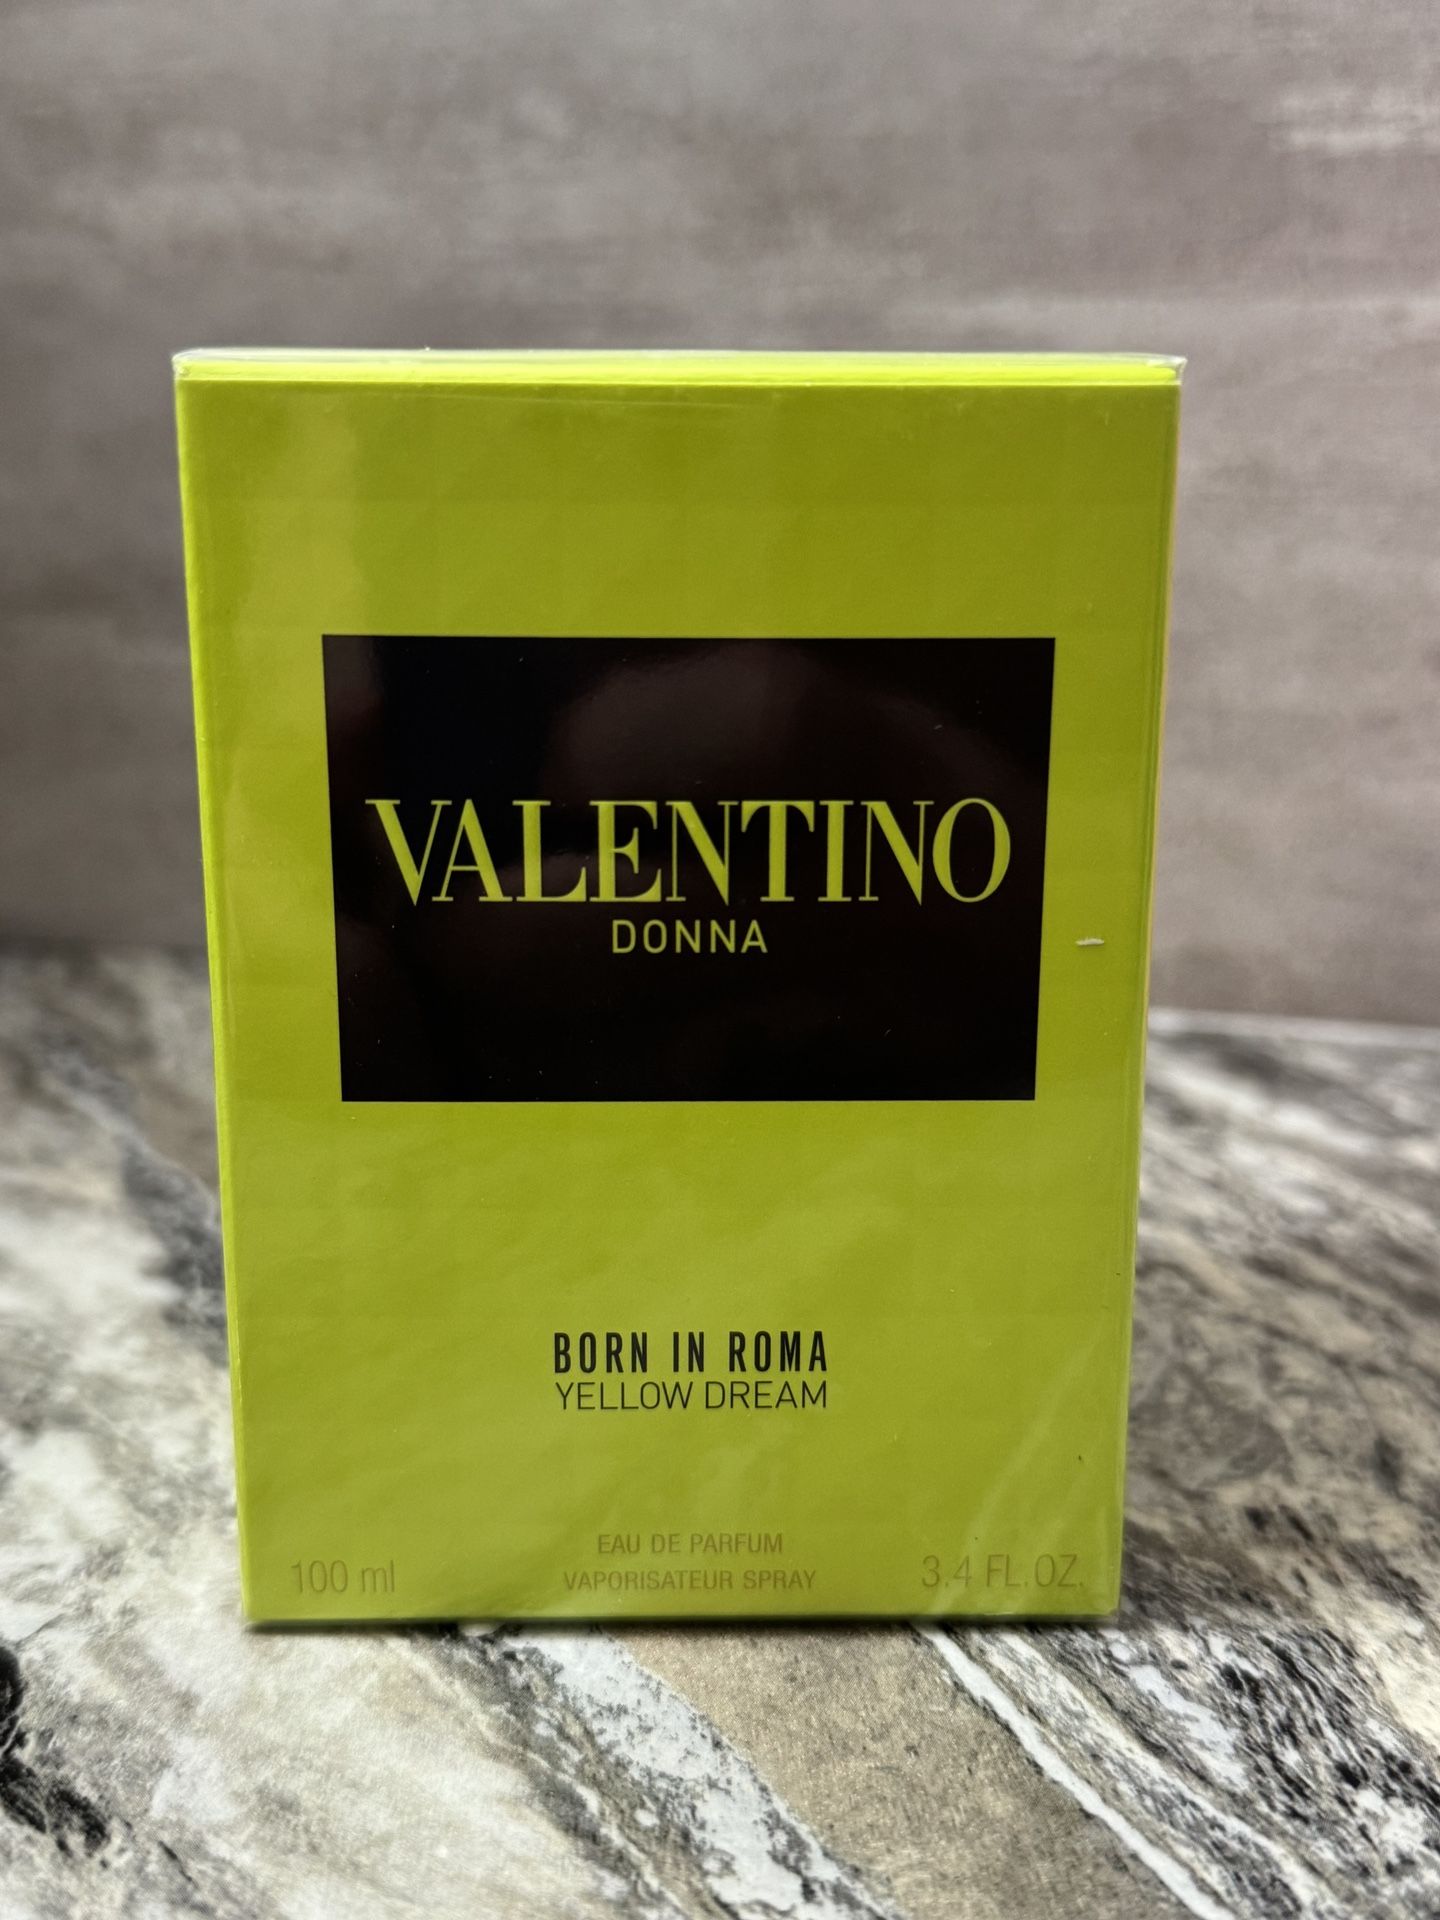 VALENTINO
DONNA
BORN IN ROMA
YELLOW DREAM
EAU DE PARFUM
100 ml VAPORISATEUR SPRAY 3.4 FL.OZ.